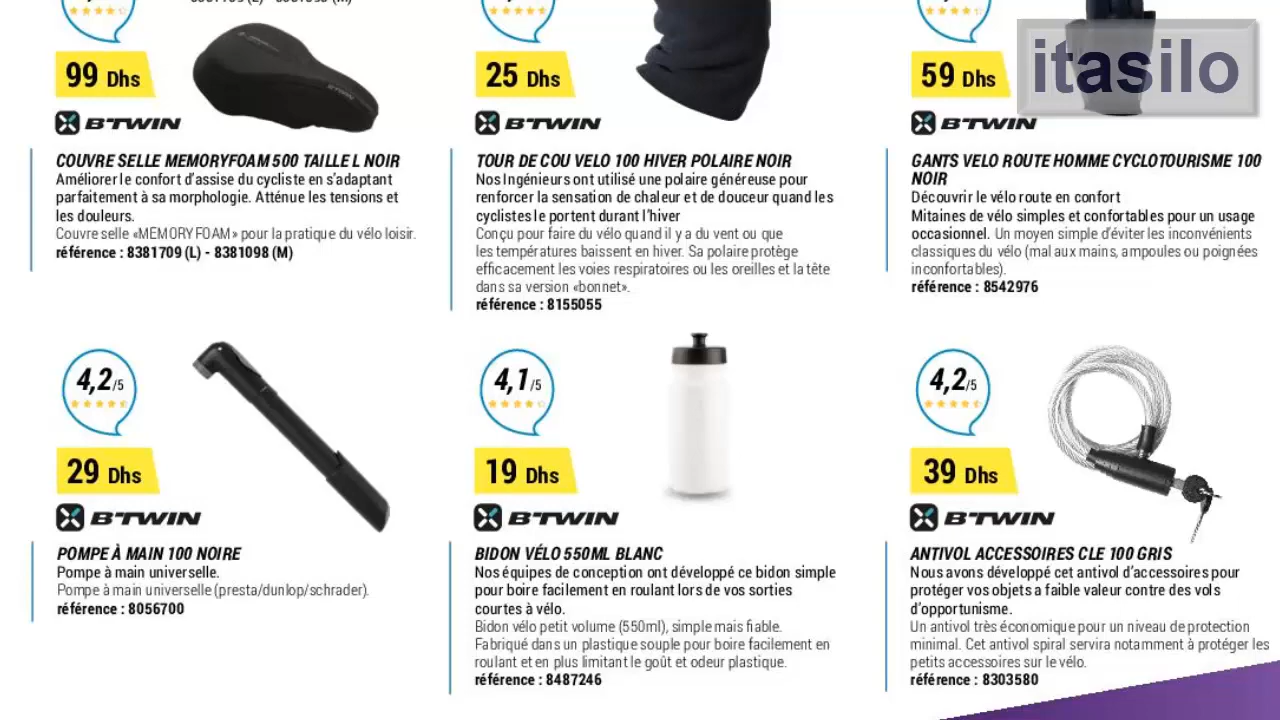 99 Dhs
B'TWIN
COUVRE SELLE MEMORYFOAM 500 TAILLE L NOIR
Améliorer le confort d'assise du cycliste en s'adaptant
parfaitement à sa morphologie. Atténue les tensions et
les douleurs.
Couvre selle «MEMORY FOAM» pour la pratique du vélo loisir.
référence : 8381709 (L) - 8381098 (M)
25 Dhs
B'TWIN
TOUR DE COU VELO 100 HIVER POLAIRE NOIR
Nos Ingénieurs ont utilisé une polaire généreuse pour
renforcer la sensation de chaleur et de douceur quand les
cyclistes le portent durant l'hiver
Conçu pour faire du vélo quand il y a du vent ou que
les températures baissent en hiver. Sa polaire protège
efficacement les voies respiratoires ou les oreilles et la tête
dans sa version «bonnet».
référence : 8155055
itasilo
59 Dhs
B'TWIN
GANTS VELO ROUTE HOMME CYCLOTOURISME 100
NOIR
Découvrir le vélo route en confort
Mitaines de vélo simples et confortables pour un usage
occasionnel. Un moyen simple d'éviter les inconvénients
classiques du vélo (mal aux mains, ampoules ou poignées
inconfortables).
référence : 8542976
4,2/5
29 Dhs
B'TWIN
POMPE À MAIN 100 NOIRE
Pompe à main universelle.
Pompe à main universelle (presta/dunlop/schrader).
référence : 8056700
4,1/5
19 Dhs
B'TWIN
BIDON VÉLO 550ML BLANC
Nos équipes de conception ont développé ce bidon simple
pour boire facilement en roulant lors de vos sorties
courtes à vélo.
Bidon vélo petit volume (550ml), simple mais fiable.
Fabriqué dans un plastique souple pour boire facilement en
roulant et en plus limitant le goût et odeur plastique.
référence : 8487246
4,2/5
39 Dhs
B'TWIN
ANTIVOL ACCESSOIRES CLE 100 GRIS
Nous avons développé cet antivol d'accessoires pour
protéger vos objets a faible valeur contre des vols
d'opportunisme.
Un antivol très économique pour un niveau de protection
minimal. Cet antivol spiral servira notamment à protéger les
petits accessoires sur le vélo.
référence : 8303580